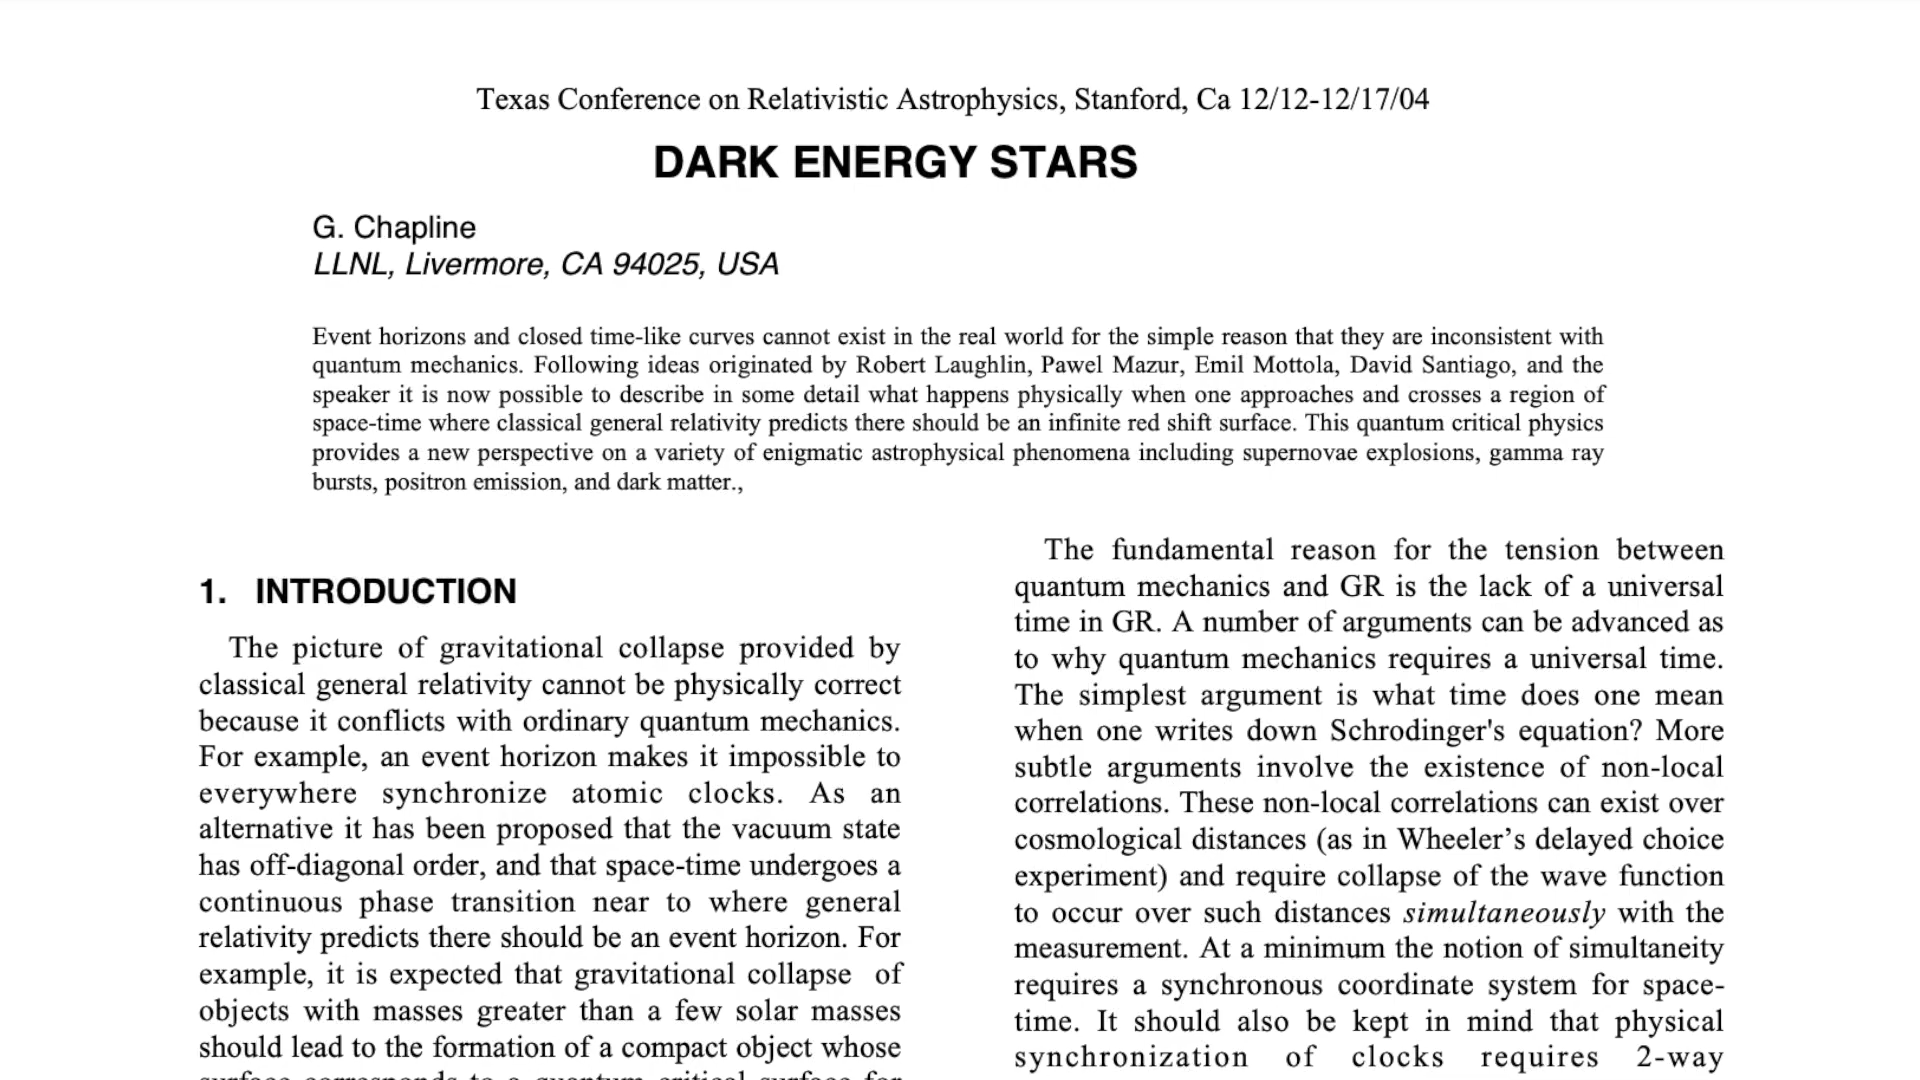 Texas Conference on Relativistic Astrophysics, Stanford, Ca 12/12-12/17/04
DARK ENERGY STARS
G. Chapline
LLNL, Livermore, CA 94025, USA
Event horizons and closed time-like curves cannot exist in the real world for the simple reason that they are inconsistent with
quantum mechanics. Following ideas originated by Robert Laughlin, Pawel Mazur, Emil Mottola, David Santiago, and the
speaker it is now possible to describe in some detail what happens physically when one approaches and crosses a region of
space-time where classical general relativity predicts there should be an infinite red shift surface. This quantum critical physics
provides a new perspective on a variety of enigmatic astrophysical phenomena including supernovae explosions, gamma ray
bursts, positron emission, and dark matter.,
1. INTRODUCTION
The picture of gravitational collapse provided by
classical general relativity cannot be physically correct
because it conflicts with ordinary quantum mechanics.
For example, an event horizon makes it impossible to
everywhere synchronize atomic clocks. As an
alternative it has been proposed that the vacuum state
has off-diagonal order, and that space-time undergoes a
continuous phase transition near to where general
relativity predicts there should be an event horizon. For
example, it is expected that gravitational collapse of
objects with masses greater than a few solar masses
should lead to the formation of a compact object whose
surface corresponds to a quantum critical surface for
The fundamental reason for the tension between
quantum mechanics and GR is the lack of a universal
time in GR. A number of arguments can be advanced as
to why quantum mechanics requires a universal time.
The simplest argument is what time does one mean
when one writes down Schrodinger's equation? More
subtle arguments involve the existence of non-local
correlations. These non-local correlations can exist over
cosmological distances (as in Wheeler’s delayed choice
experiment) and require collapse of the wave function
to occur over such distances simultaneously with the
measurement. At a minimum the notion of simultaneity
requires a synchronous coordinate system for space-
time. It should also be kept in mind that physical
synchronization of clocks requires 2-way